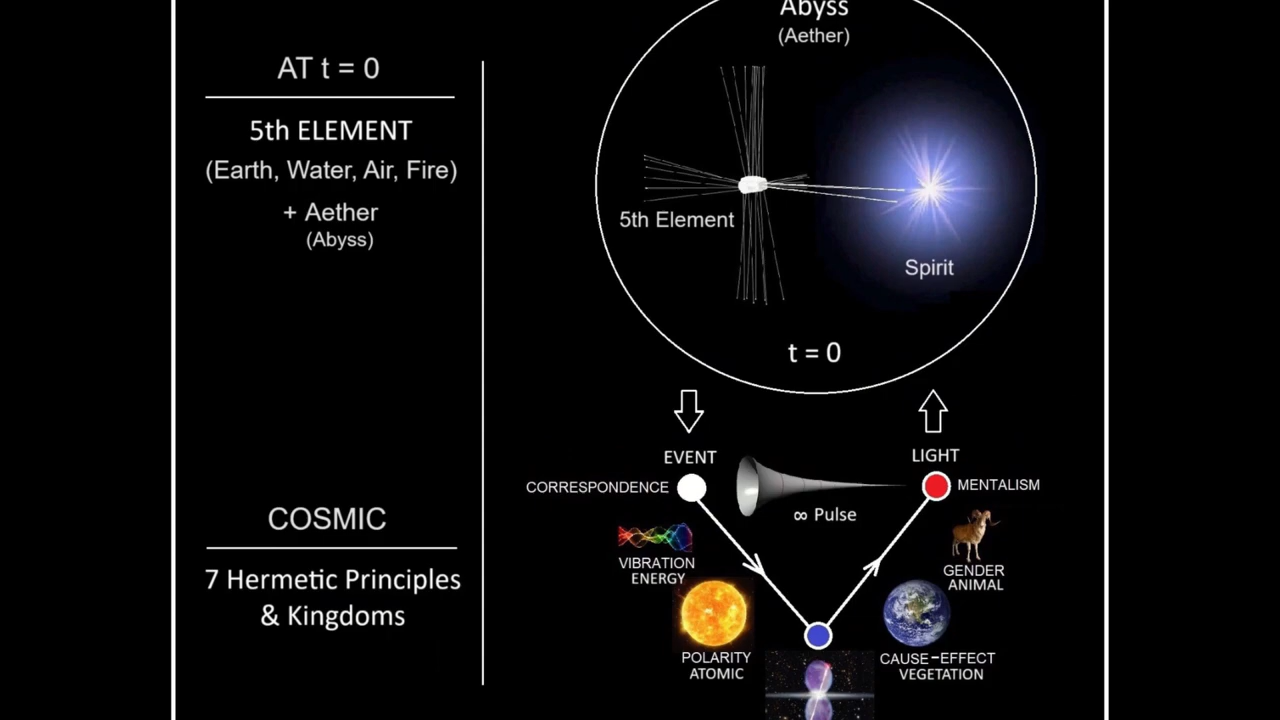 AT t = 0
5th ELEMENT
(Earth, Water, Air, Fire)
+ Aether
(Abyss)
COSMIC
7 Hermetic Principles
& Kingdoms
Abyss
(Aether)
5th Element
Spirit
t = 0
EVENT
LIGHT
CORRESPONDENCE
MENTALISM
∞ Pulse
VIBRATION
ENERGY
GENDER
ANIMAL
POLARITY
ATOMIC
CAUSE–EFFECT
VEGETATION